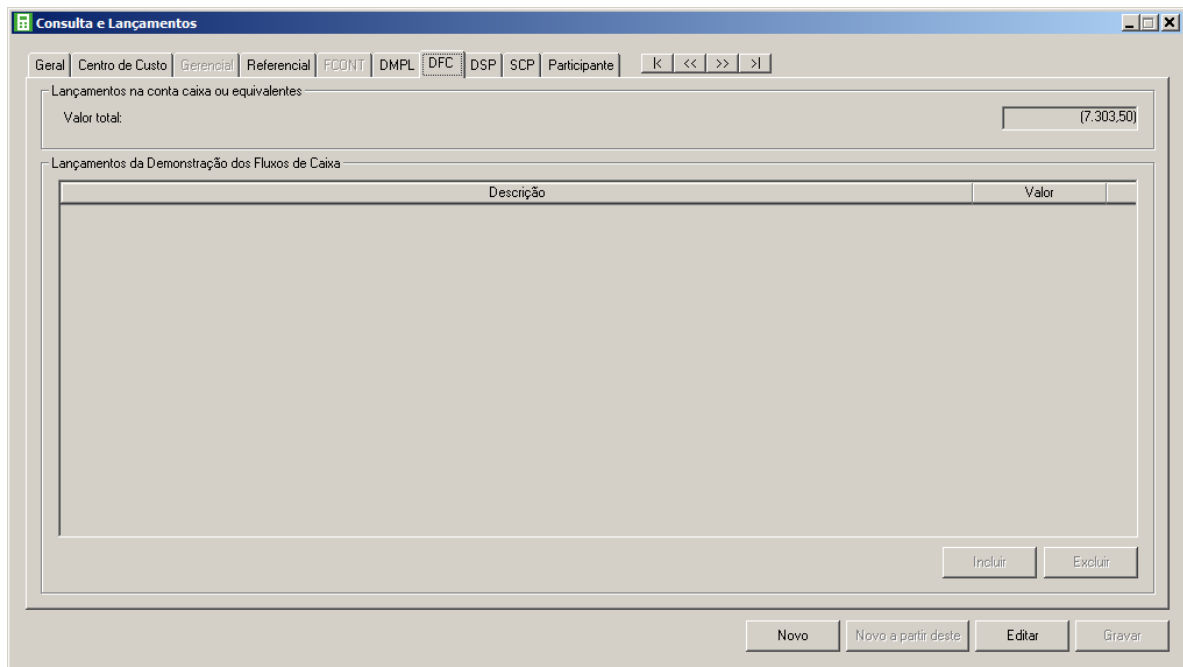 Consulta e Lançamentos
Geral Centro de Custo Gerencial Referencial FCONT DMPL DFC DSP SCP Participante |< << >> >|
Lançamentos na conta caixa ou equivalentes
Valor total: (7.303,50)
Lançamentos da Demonstração dos Fluxos de Caixa
Descrição Valor
Incluir Excluir
Novo Novo a partir deste Editar Gravar